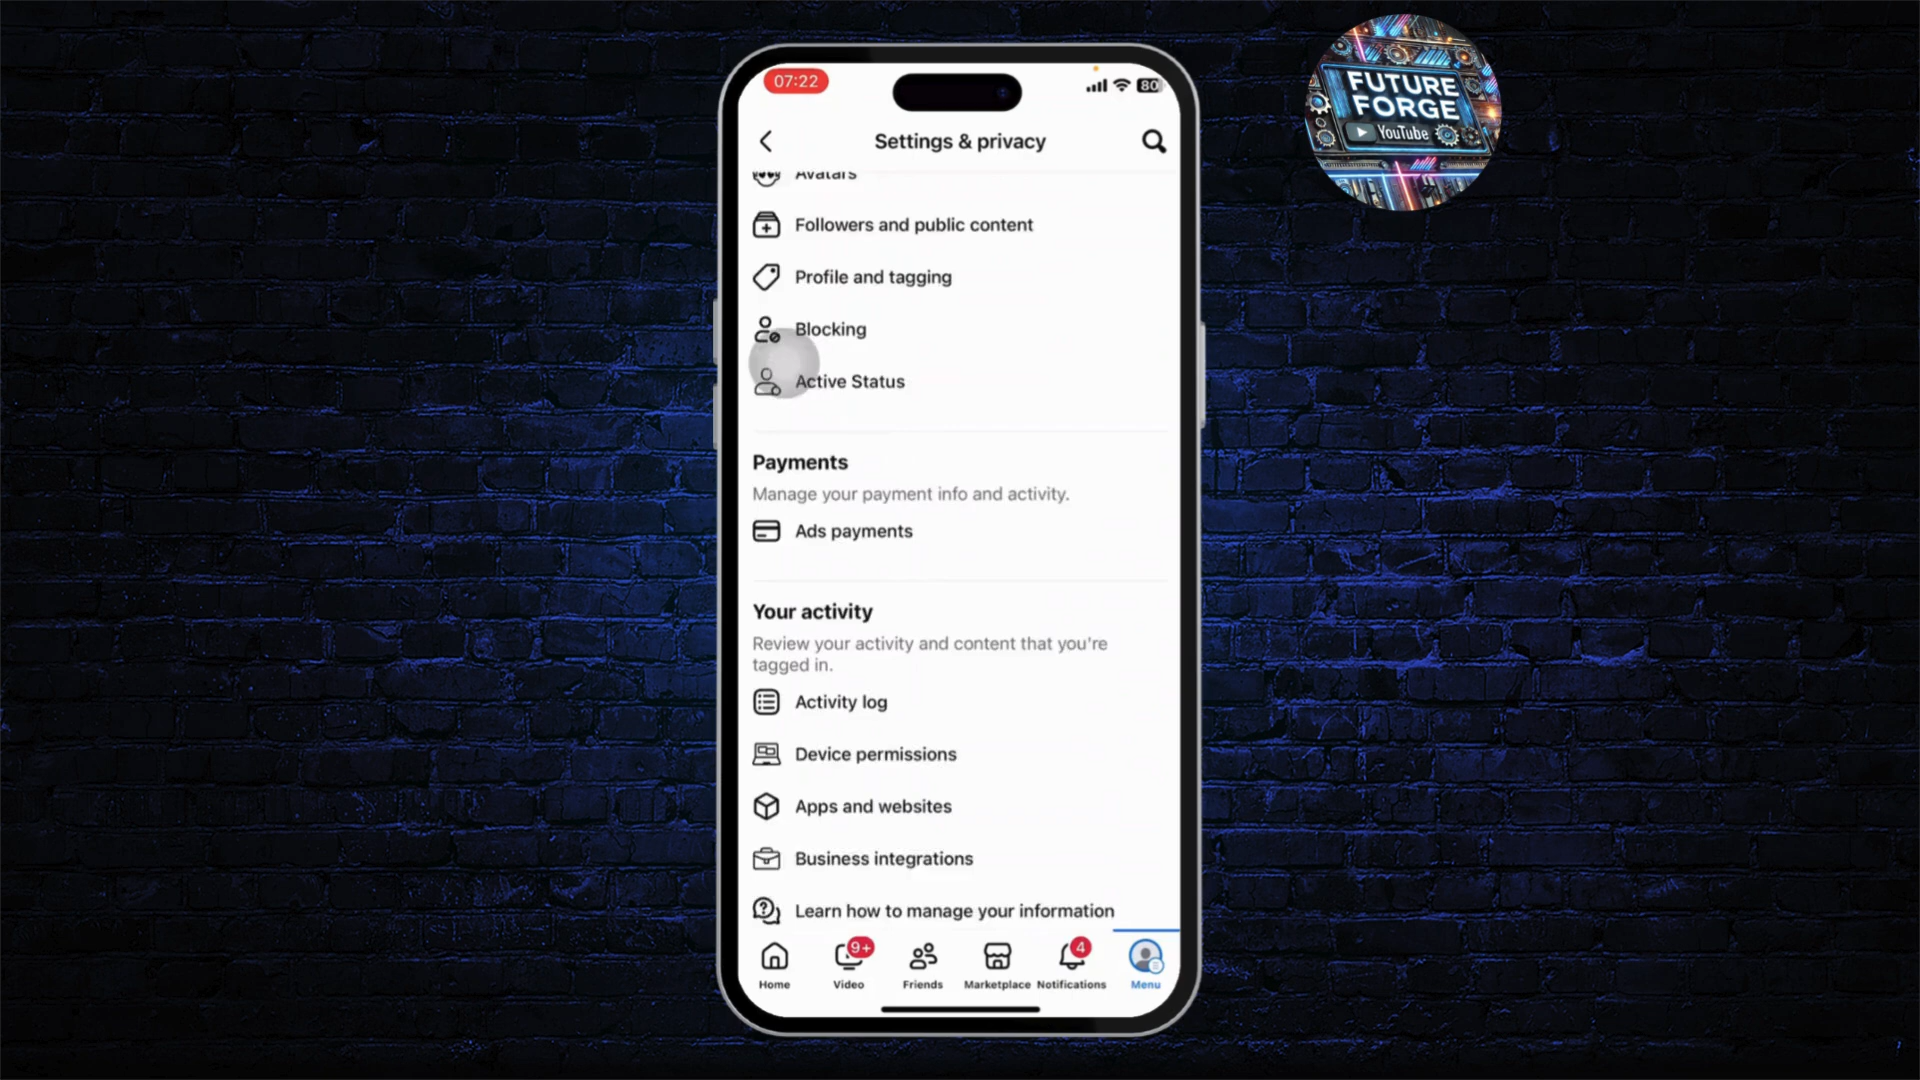 07:22
80
FUTURE
FORGE
YouTube
Settings & privacy
Avatars
Followers and public content
Profile and tagging
Blocking
Active Status
Payments
Manage your payment info and activity.
Ads payments
Your activity
Review your activity and content that you're
tagged in.
Activity log
Device permissions
Apps and websites
Business integrations
Learn how to manage your information
9+
4
Home
Video
Friends
Marketplace
Notifications
Menu